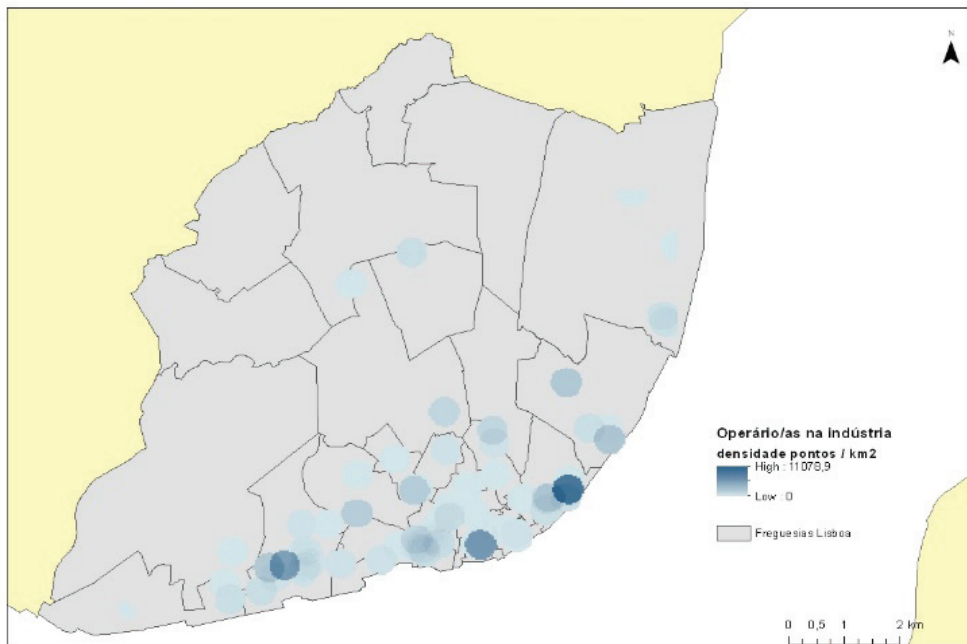 N
Operário/as na indústria
densidade pontos / km2
High : 11078,9
Low : 0
Freguesias Lisboa
0 0,5 1 2 km